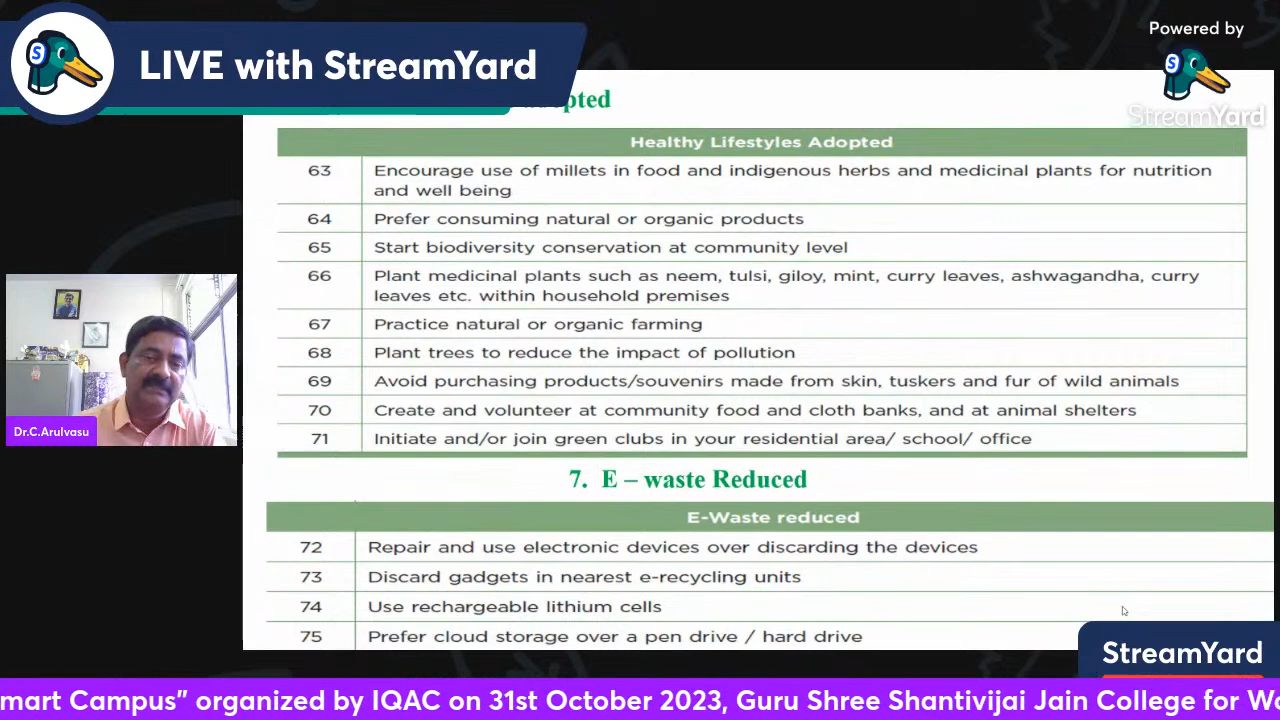 Powered by
S
LIVE with StreamYard
S
StreamYard
Healthy Lifestyles Adopted
63 Encourage use of millets in food and indigenous herbs and medicinal plants for nutrition
and well being
64 Prefer consuming natural or organic products
65 Start biodiversity conservation at community level
66 Plant medicinal plants such as neem, tulsi, giloy, mint, curry leaves, ashwagandha, curry
leaves etc. within household premises
67 Practice natural or organic farming
68 Plant trees to reduce the impact of pollution
69 Avoid purchasing products/souvenirs made from skin, tuskers and fur of wild animals
70 Create and volunteer at community food and cloth banks, and at animal shelters
71 Initiate and/or join green clubs in your residential area/ school/ office
Dr.C.Arulvasu
7. E – waste Reduced
E-Waste reduced
72 Repair and use electronic devices over discarding the devices
73 Discard gadgets in nearest e-recycling units
74 Use rechargeable lithium cells
75 Prefer cloud storage over a pen drive / hard drive
StreamYard
mart Campus” organized by IQAC on 31st October 2023, Guru Shree Shantivijai Jain College for Wo